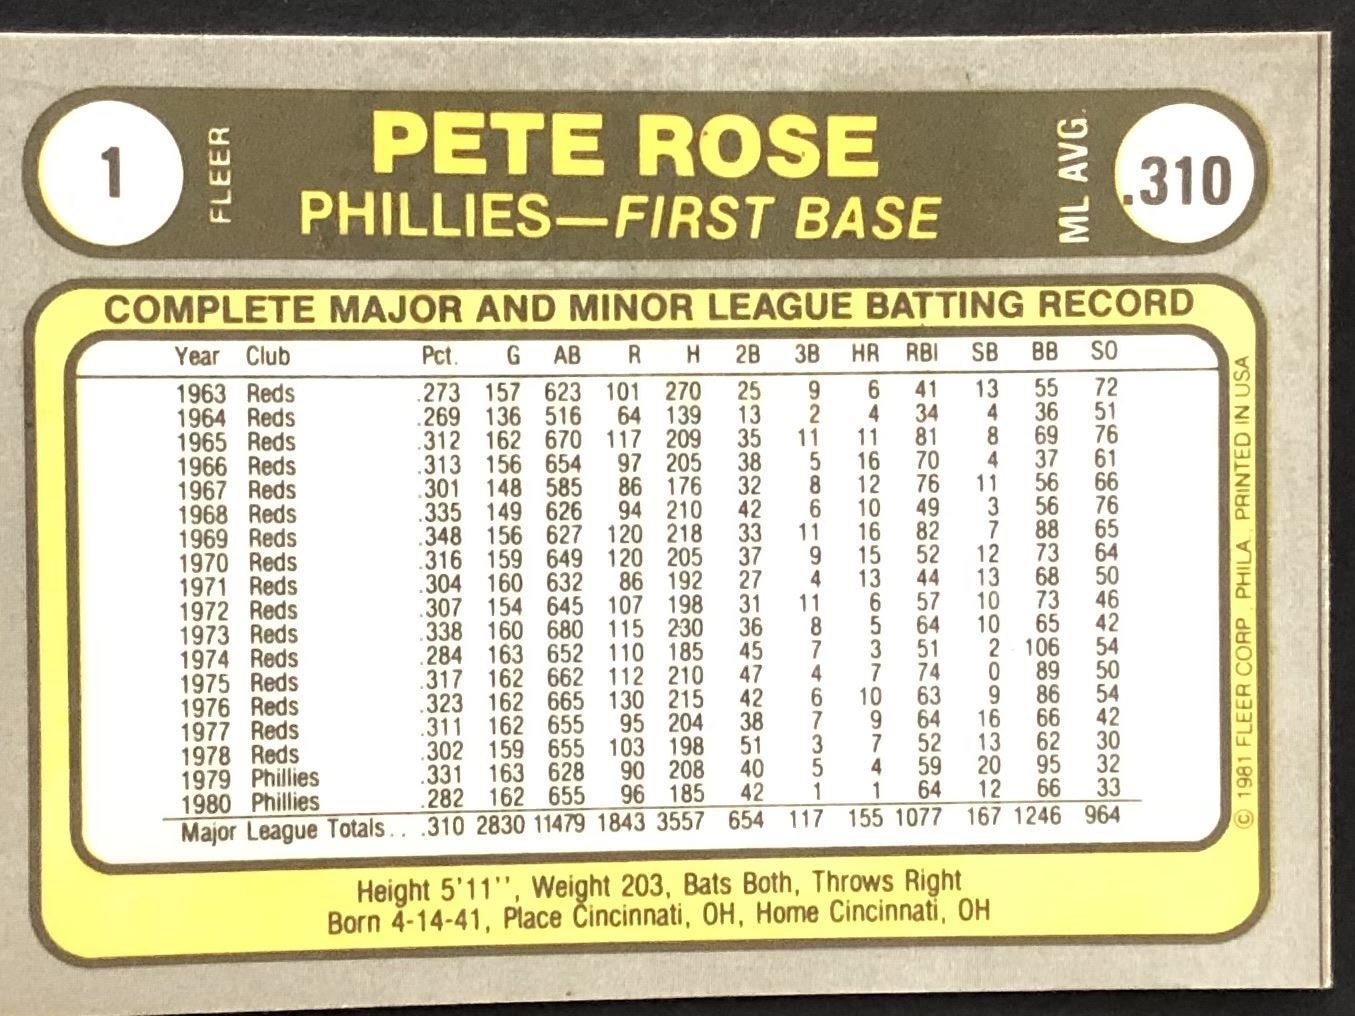 1 FLEER PETE ROSE ML AVG. .310
PHILLIES—FIRST BASE
COMPLETE MAJOR AND MINOR LEAGUE BATTING RECORD
Year Club Pct. G AB R H 2B 3B HR RBI SB BB SO
1963 Reds .273 157 623 101 270 25 9 6 41 13 55 72
1964 Reds .269 136 516 64 139 13 2 4 34 4 36 51
1965 Reds .312 162 670 117 209 35 11 11 81 8 69 76
1966 Reds .313 156 654 97 205 38 5 16 70 4 37 61
1967 Reds .301 148 585 86 176 32 8 12 76 11 56 66
1968 Reds .335 149 626 94 210 42 6 10 49 3 56 76
1969 Reds .348 156 627 120 218 33 11 16 82 7 88 65
1970 Reds .316 159 649 120 205 37 9 15 52 12 73 64
1971 Reds .304 160 632 86 192 27 4 13 44 13 68 50
1972 Reds .307 154 645 107 198 31 11 6 57 10 73 46
1973 Reds .338 160 680 115 230 36 8 5 64 10 65 42
1974 Reds .284 163 652 110 185 45 7 3 51 2 106 54
1975 Reds .317 162 662 112 210 47 4 7 74 0 89 50
1976 Reds .323 162 665 130 215 42 6 10 63 9 86 54
1977 Reds .311 162 655 95 204 38 7 9 64 16 66 42
1978 Reds .302 159 655 103 198 51 3 7 52 13 62 30
1979 Phillies .331 163 628 90 208 40 5 4 59 20 95 32
1980 Phillies .282 162 655 96 185 42 1 1 64 12 66 33
Major League Totals.. .310 2830 11479 1843 3557 654 117 155 1077 167 1246 964
Height 5'11'', Weight 203, Bats Both, Throws Right
Born 4-14-41, Place Cincinnati, OH, Home Cincinnati, OH
© 1981 FLEER CORP., PHILA., PRINTED IN USA